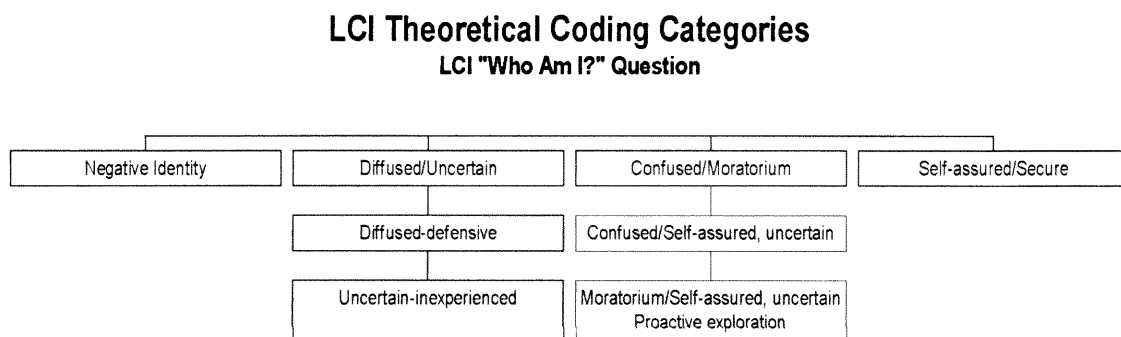 LCI Theoretical Coding Categories
LCI "Who Am I?" Question
Negative Identity
Diffused/Uncertain
Confused/Moratorium
Self-assured/Secure
Diffused-defensive
Confused/Self-assured, uncertain
Uncertain-inexperienced
Moratorium/Self-assured, uncertain
Proactive exploration